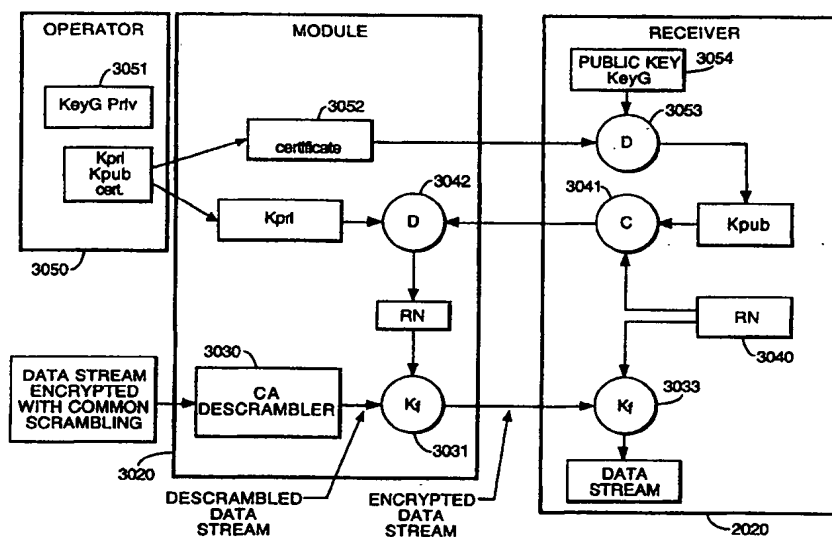 OPERATOR
3051
KeyG Priv
Kpri
Kpub
cert.
3050
MODULE
3052
certificate
3042
Kpri
D
RN
DATA STREAM
ENCRYPTED
WITH COMMON
SCRAMBLING
3030
CA
DESCRAMBLER
Kf
3031
3020
DESCRAMBLED
DATA
STREAM
ENCRYPTED
DATA
STREAM
RECEIVER
PUBLIC KEY
KeyG
3054
3053
D
3041
C
Kpub
RN
3040
3033
Kf
DATA
STREAM
2020